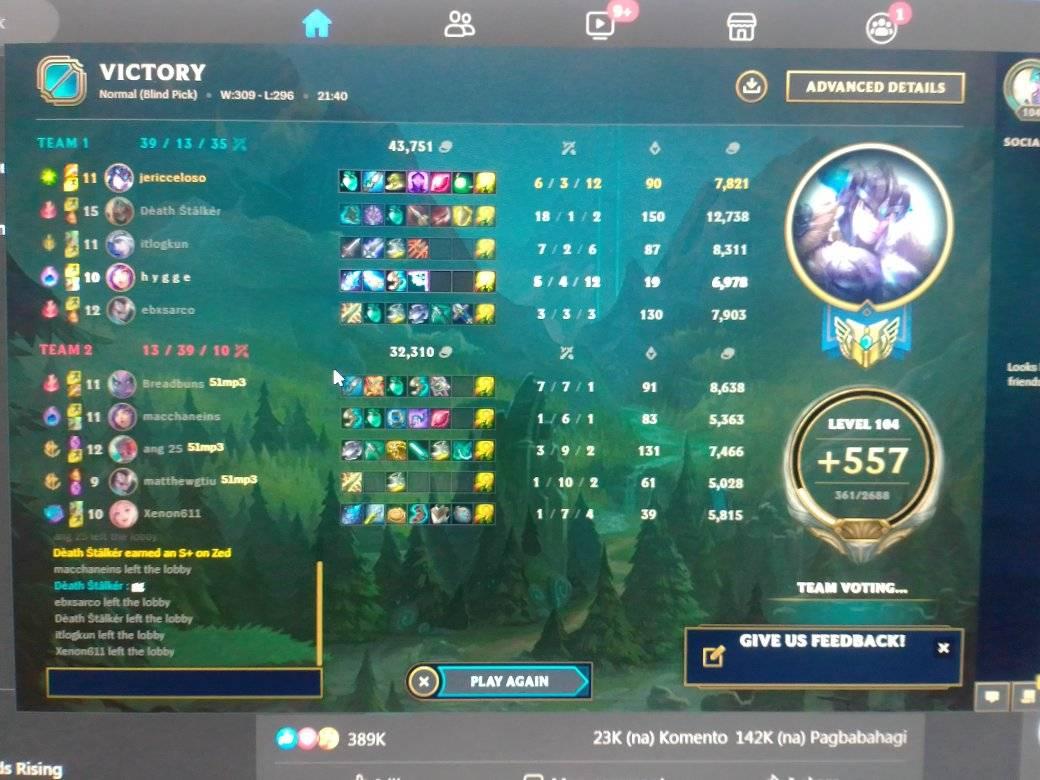 9+
1
VICTORY
Normal (Blind Pick) • W:309 - L:296 • 21:40
ADVANCED DETAILS
104
SOCIA
TEAM 1 39 / 13 / 35 43,751
11 jericceloso 6 / 3 / 12 90 7,821
15 Dèath Štâlkér 18 / 1 / 2 150 12,738
11 itlogkun 7 / 2 / 6 87 8,311
10 h y g g e 5 / 4 / 12 19 6,978
12 ebxsarco 3 / 3 / 3 130 7,903
TEAM 2 13 / 39 / 10 32,310
11 Breadbuns 51mp3 7 / 7 / 1 91 8,638
11 macchaneins 1 / 6 / 1 83 5,363
12 ang 25 51mp3 3 / 9 / 2 131 7,466
9 matthewgtiu 51mp3 1 / 10 / 2 61 5,028
10 Xenon611 1 / 7 / 4 39 5,815
LEVEL 104
+557
361/2688
Looks
friends
ang 25 left the lobby
Dèath Štâlkér earned an S+ on Zed
macchaneins left the lobby
Dèath Štâlkér :
ebxsarco left the lobby
Dèath Štâlkér left the lobby
itlogkun left the lobby
Xenon611 left the lobby
TEAM VOTING...
GIVE US FEEDBACK!
PLAY AGAIN
389K 23K (na) Komento 142K (na) Pagbabahagi
ds Rising